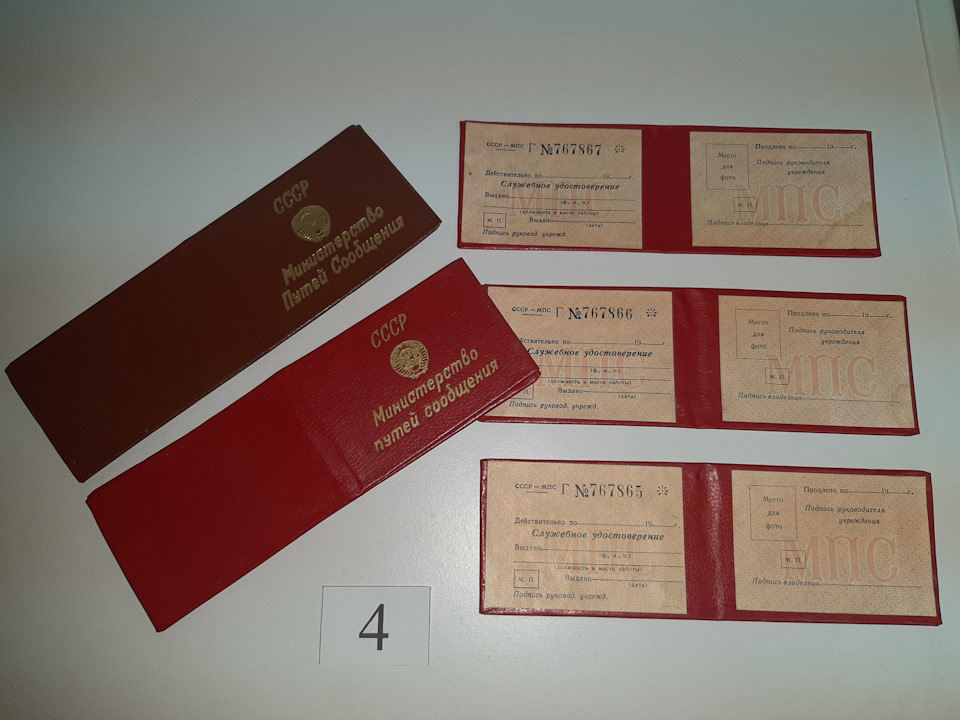 СССР
Министерство
Путей Сообщения
СССР
Министерство
путей сообщения
4
СССР — МПС Г №767867
Действительно по 19 г.
Служебное удостоверение
Выдано
(ф. и. о.)
(должность и место работы)
М. П. Выдано
(дата)
Подпись руковод. учрежд.
МПС
Продлено по 19 г.
Место
для
фото
Подпись руководителя
учреждения
М. П.
МПС
Подпись владельца
СССР — МПС Г №767866
19 г.
Служебное удостоверение
(ф. и. о.)
(должность и место работы)
Выдано
(дата)
Подпись руковод. учрежд.
МПС
Продлено по 19 г.
Место
для
фото
Подпись руководителя
учреждения
М. П.
МПС
Подпись владельца
СССР — МПС Г №767865
Действительно по 19 г.
Служебное удостоверение
Выдано
(ф. и. о.)
(должность и место работы)
М. П. Выдано
(дата)
Подпись руковод. учрежд.
МПС
Продлено по 19 г.
Место
для
фото
Подпись руководителя
учреждения
М. П.
МПС
Подпись владельца